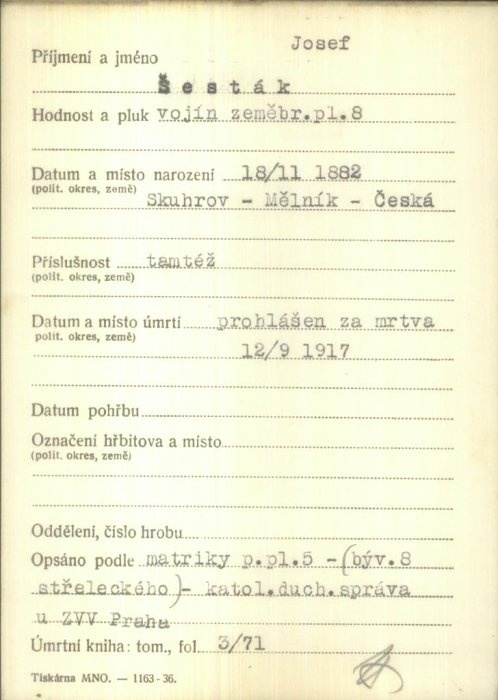 Josef
Příjmení a jméno
Šesták
Hodnost a pluk vojín zeměbr.pl.8
Datum a místo narození 18/11 1882
(polit. okres, země) Skuhrov - Mělník - Česká
Příslušnost tamtéž
(polit. okres, země)
Datum a místo úmrtí prohlášen za mrtva
polit. okres, země) 12/9 1917
Datum pohřbu
Označení hřbitova a místo
(polit. okres, země)
Oddělení, číslo hrobu
Opsáno podle matriky p.pl.5 -(býv.8
střeleckého)- katol.duch.správa
u ZVV Praha
Úmrtní kniha: tom., fol. 3/71
Tiskárna MNO. — 1163-36.